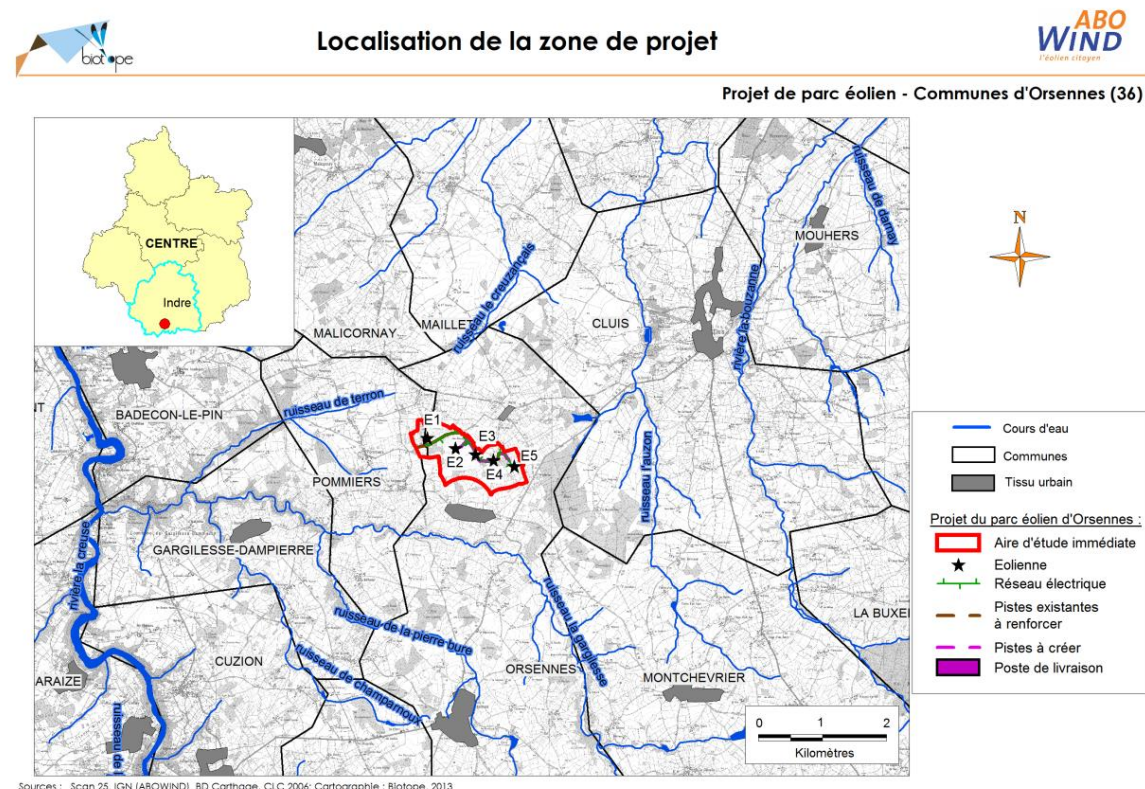 biotope
Localisation de la zone de projet
ABO
WIND
l'éolien citoyen
Projet de parc éolien - Communes d'Orsennes (36)
CENTRE
Indre
N
MALICORNAY
MAILLET
CLUIS
MOUHERS
ruisseau de damay
rivière la bouzanne
ruisseau le creuzançais
NT
BADECON-LE-PIN
ruisseau de terron
E1
E2
E3
E4
E5
POMMIERS
ruisseau l'auzon
GARGILESSE-DAMPIERRE
rivière la creuse
ruisseau la gargilesse
ruisseau de la pierre bure
LA BUXE
CUZION
ORSENNES
MONTCHEVRIER
ARAIZE
ruisseau de champarnoux
ruisseau de l
0 1 2
Kilomètres
Cours d'eau
Communes
Tissu urbain
Projet du parc éolien d'Orsennes :
Aire d'étude immédiate
Eolienne
Réseau électrique
Pistes existantes
à renforcer
Pistes à créer
Poste de livraison
Sources : Scan 25, IGN (ABOWIND), BD Carthage, CLC 2006; Cartographie : Biotope, 2013